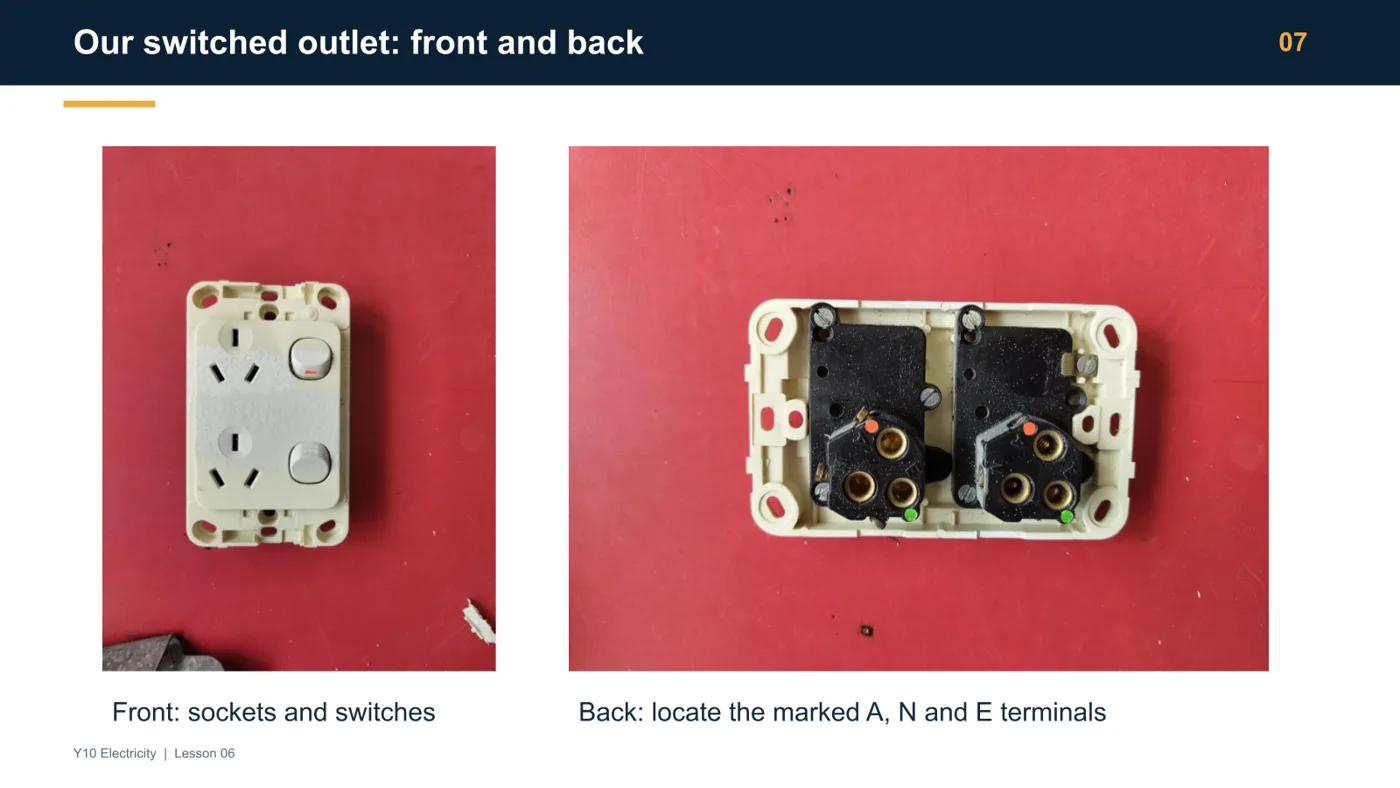 Our switched outlet: front and back
07
Front: sockets and switches
Back: locate the marked A, N and E terminals
Y10 Electricity | Lesson 06